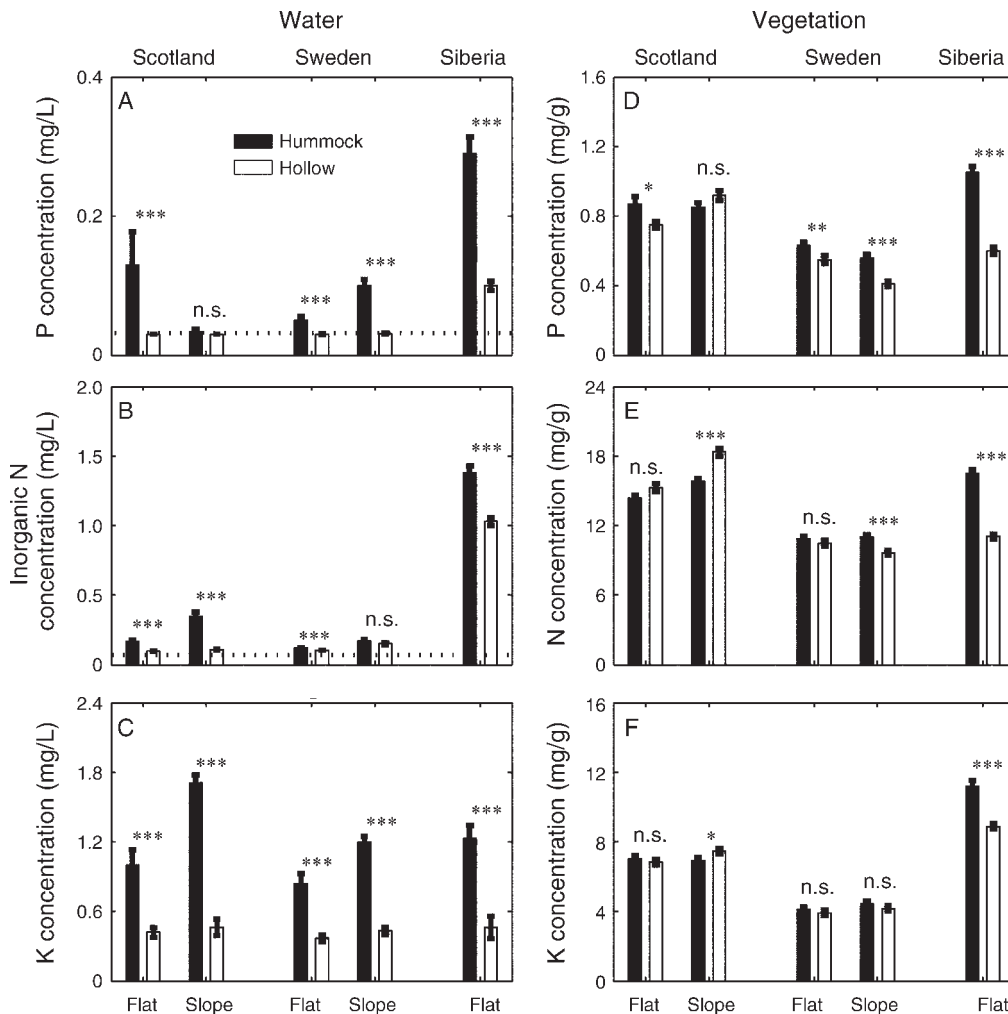 Water Vegetation
Scotland Sweden Siberia Scotland Sweden Siberia
A
P concentration (mg/L)
0.4
0.2
0
Hummock
Hollow
***
n.s.
***
***
***
D
P concentration (mg/g)
1.6
1.2
0.8
0.4
0
*
n.s.
**
***
***
B
Inorganic N
concentration (mg/L)
2.0
1.5
1.0
0.5
0
***
***
***
n.s.
***
E
N concentration (mg/g)
24
18
12
6
0
n.s.
***
n.s.
***
***
C
K concentration (mg/L)
2.4
1.8
1.2
0.6
0
***
***
***
***
***
F
K concentration (mg/g)
16
12
8
4
0
n.s.
*
n.s.
n.s.
***
Flat Slope Flat Slope Flat Flat Slope Flat Slope Flat